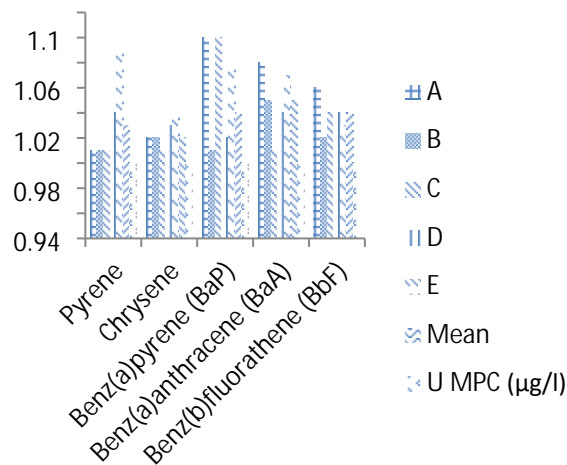 1.1
1.06
1.02
0.98
0.94
Pyrene
Chrysene
Benz(a)pyrene (BaP)
Benz(a)anthracene (BaA)
Benz(b)fluorathene (BbF)
A
B
C
D
E
Mean
U MPC (µg/l)